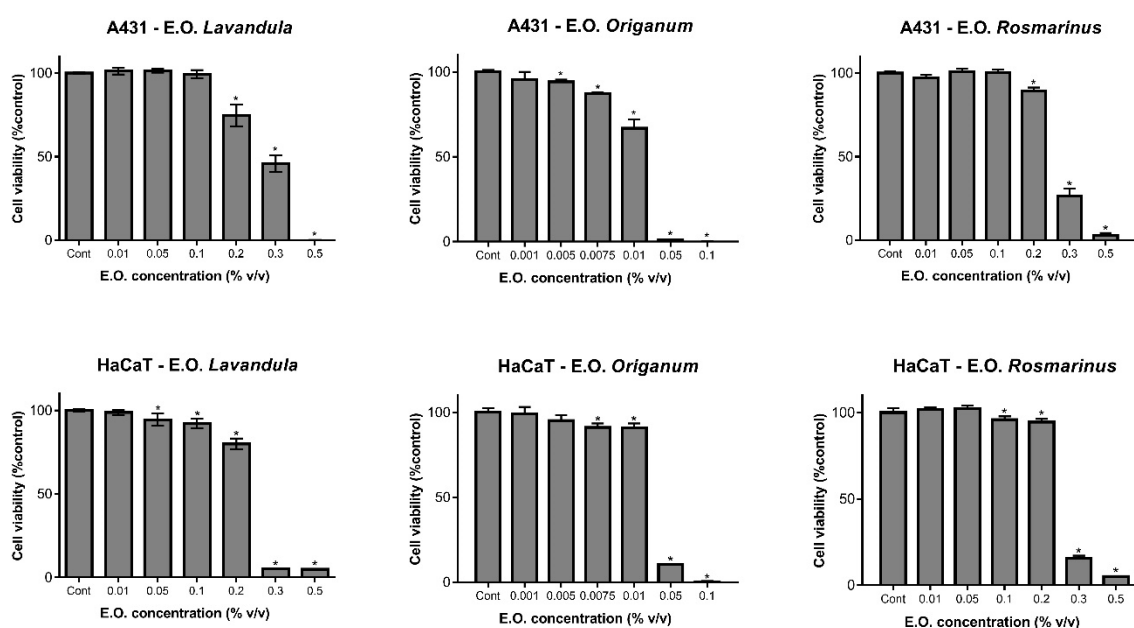 A431 - E.O. Lavandula
Cell viability (%control)
100
50
0
*
*
*
Cont 0.01 0.05 0.1 0.2 0.3 0.5
E.O. concentration (% v/v)
A431 - E.O. Origanum
Cell viability (%control)
100
50
0
*
*
*
*
*
Cont 0.001 0.005 0.0075 0.01 0.05 0.1
E.O. concentration (% v/v)
A431 - E.O. Rosmarinus
Cell viability (%control)
100
50
0
*
*
*
Cont 0.01 0.05 0.1 0.2 0.3 0.5
E.O. concentration (% v/v)
HaCaT - E.O. Lavandula
Cell viability (%control)
100
50
0
*
*
*
*
*
Cont 0.01 0.05 0.1 0.2 0.3 0.5
E.O. concentration (% v/v)
HaCaT - E.O. Origanum
Cell viability (%control)
100
50
0
*
*
*
*
Cont 0.001 0.005 0.0075 0.01 0.05 0.1
E.O. concentration (% v/v)
HaCaT - E.O. Rosmarinus
Cell viability (%control)
100
50
0
*
*
*
*
Cont 0.01 0.05 0.1 0.2 0.3 0.5
E.O. concentration (% v/v)